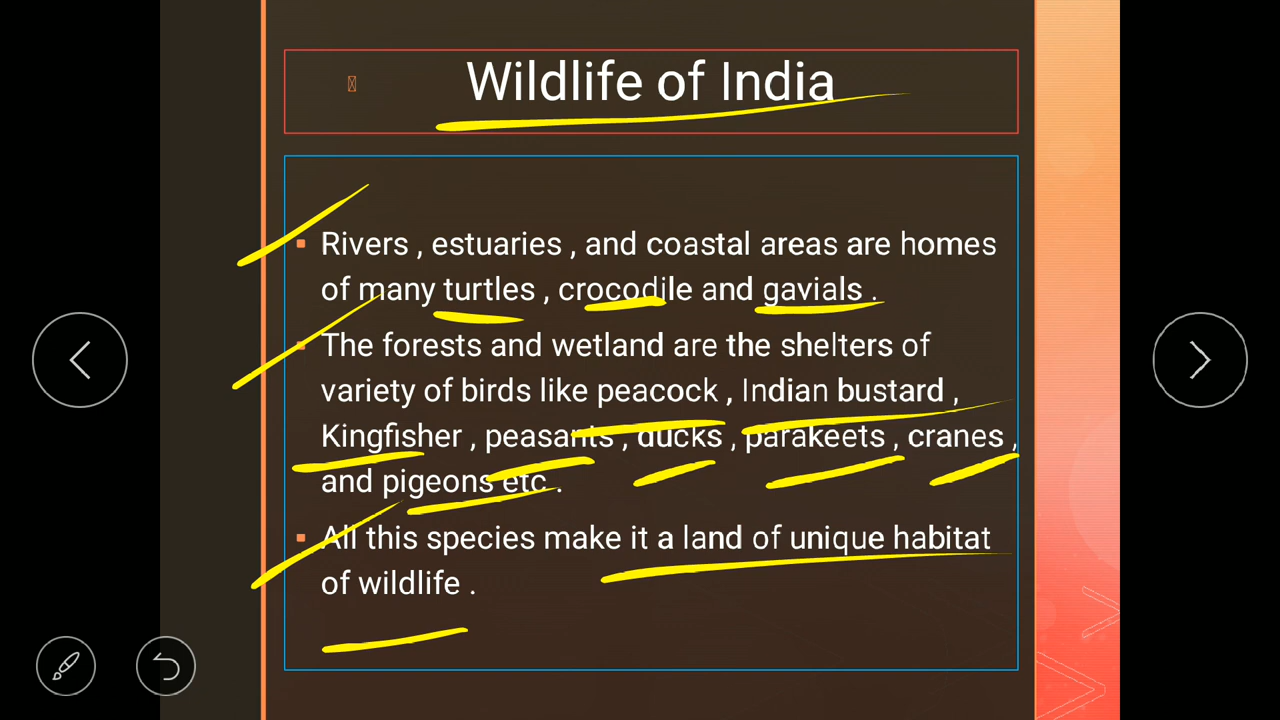 Wildlife of India
Rivers , estuaries , and coastal areas are homes
of many turtles , crocodile and gavials .
The forests and wetland are the shelters of
variety of birds like peacock , Indian bustard ,
Kingfisher , peasants , ducks , parakeets , cranes ,
and pigeons etc .
All this species make it a land of unique habitat
of wildlife .